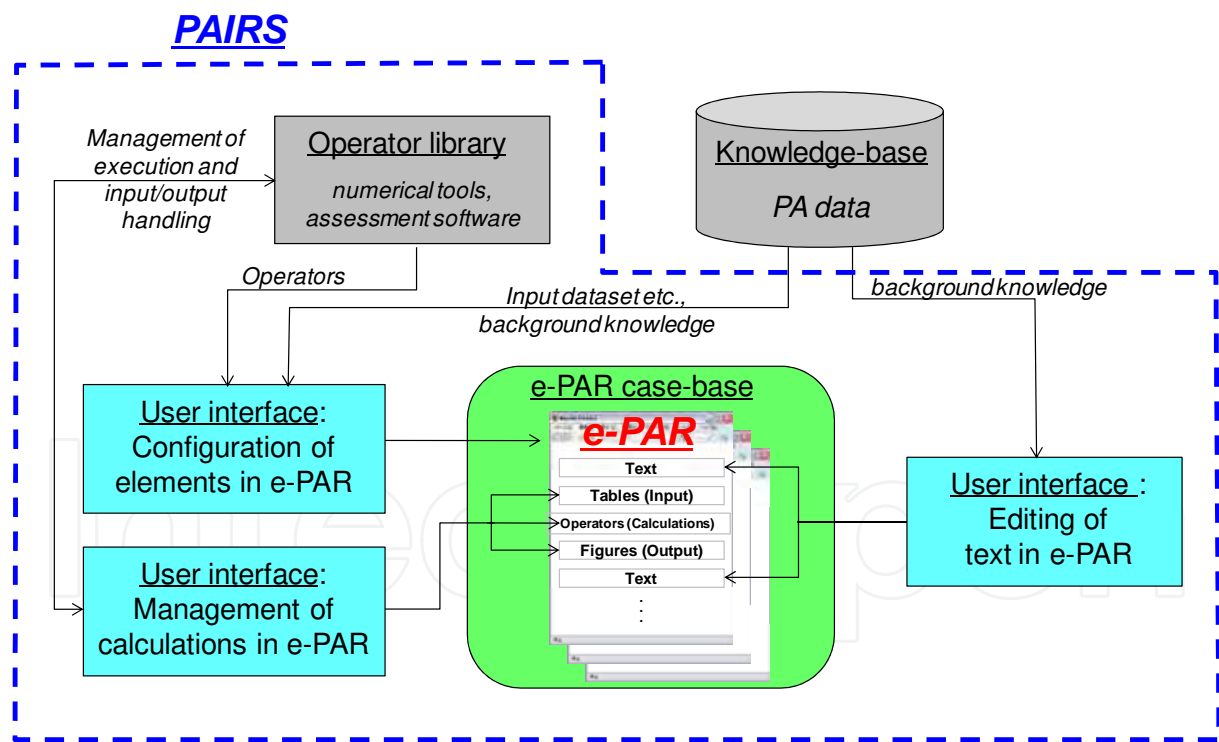 PAIRS
Management of
execution and
input/output
handling
Operator library
numerical tools,
assessment software
Knowledge-base
PA data
Operators
Input dataset etc.,
background knowledge
background knowledge
User interface:
Configuration of
elements in e-PAR
e-PAR case-base
e-PAR
Text
Tables (Input)
Operators (Calculations)
Figures (Output)
Text
User interface :
Editing of
text in e-PAR
User interface:
Management of
calculations in e-PAR